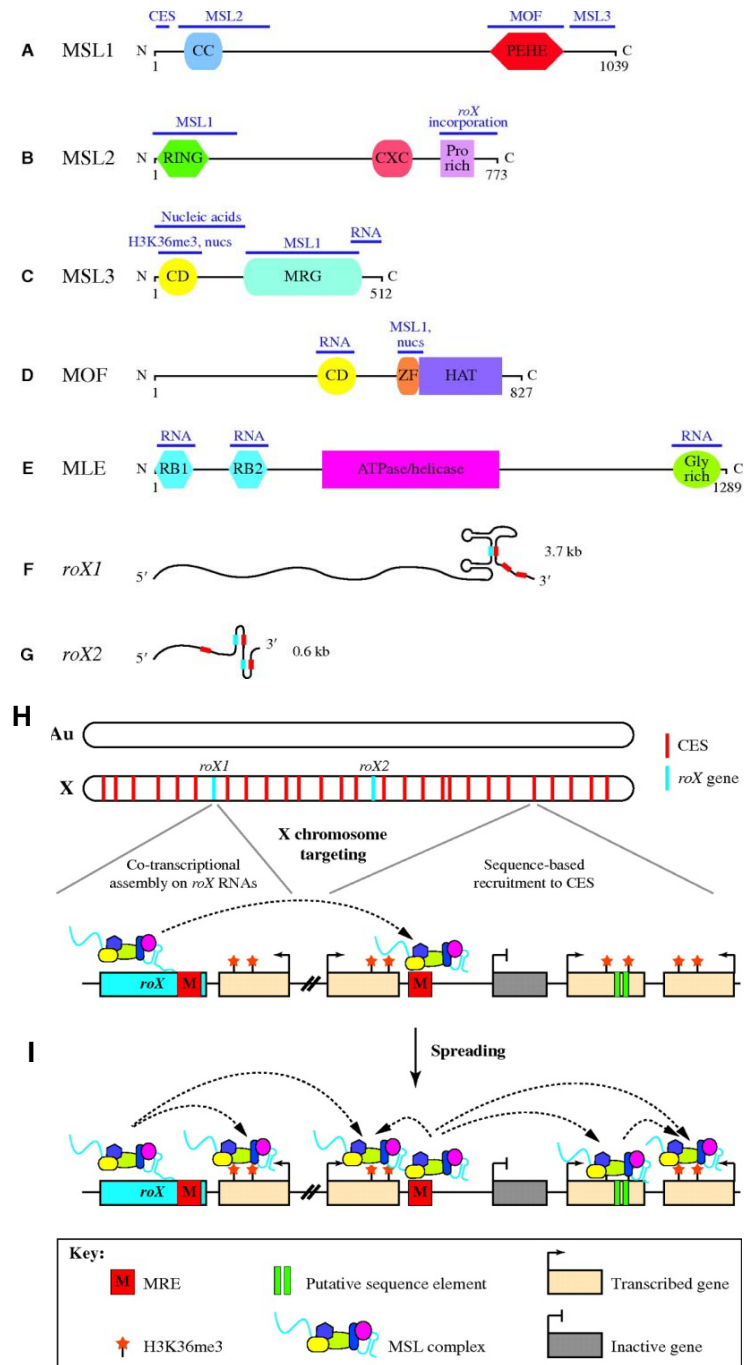 CES MSL2 MOF MSL3
A MSL1 N CC PEHE C
1 1039
roX
MSL1 incorporation
B MSL2 N RING CXC Pro rich C
1 773
Nucleic acids
H3K36me3, nucs MSL1 RNA
C MSL3 N CD MRG C
1 512
MSL1,
RNA nucs
D MOF N CD ZF HAT C
1 827
RNA RNA RNA
E MLE N RB1 RB2 ATPase/helicase Gly rich C
1 1289
3.7 kb
F roX1 5′ 3′
G roX2 5′ 3′ 0.6 kb
H
Au
CES
roX1 roX2
X roX gene
X chromosome
targeting
Co-transcriptional
assembly on roX RNAs
Sequence-based
recruitment to CES
roX M M
I
Spreading
roX M M
Key:
M MRE Putative sequence element Transcribed gene
H3K36me3 MSL complex Inactive gene